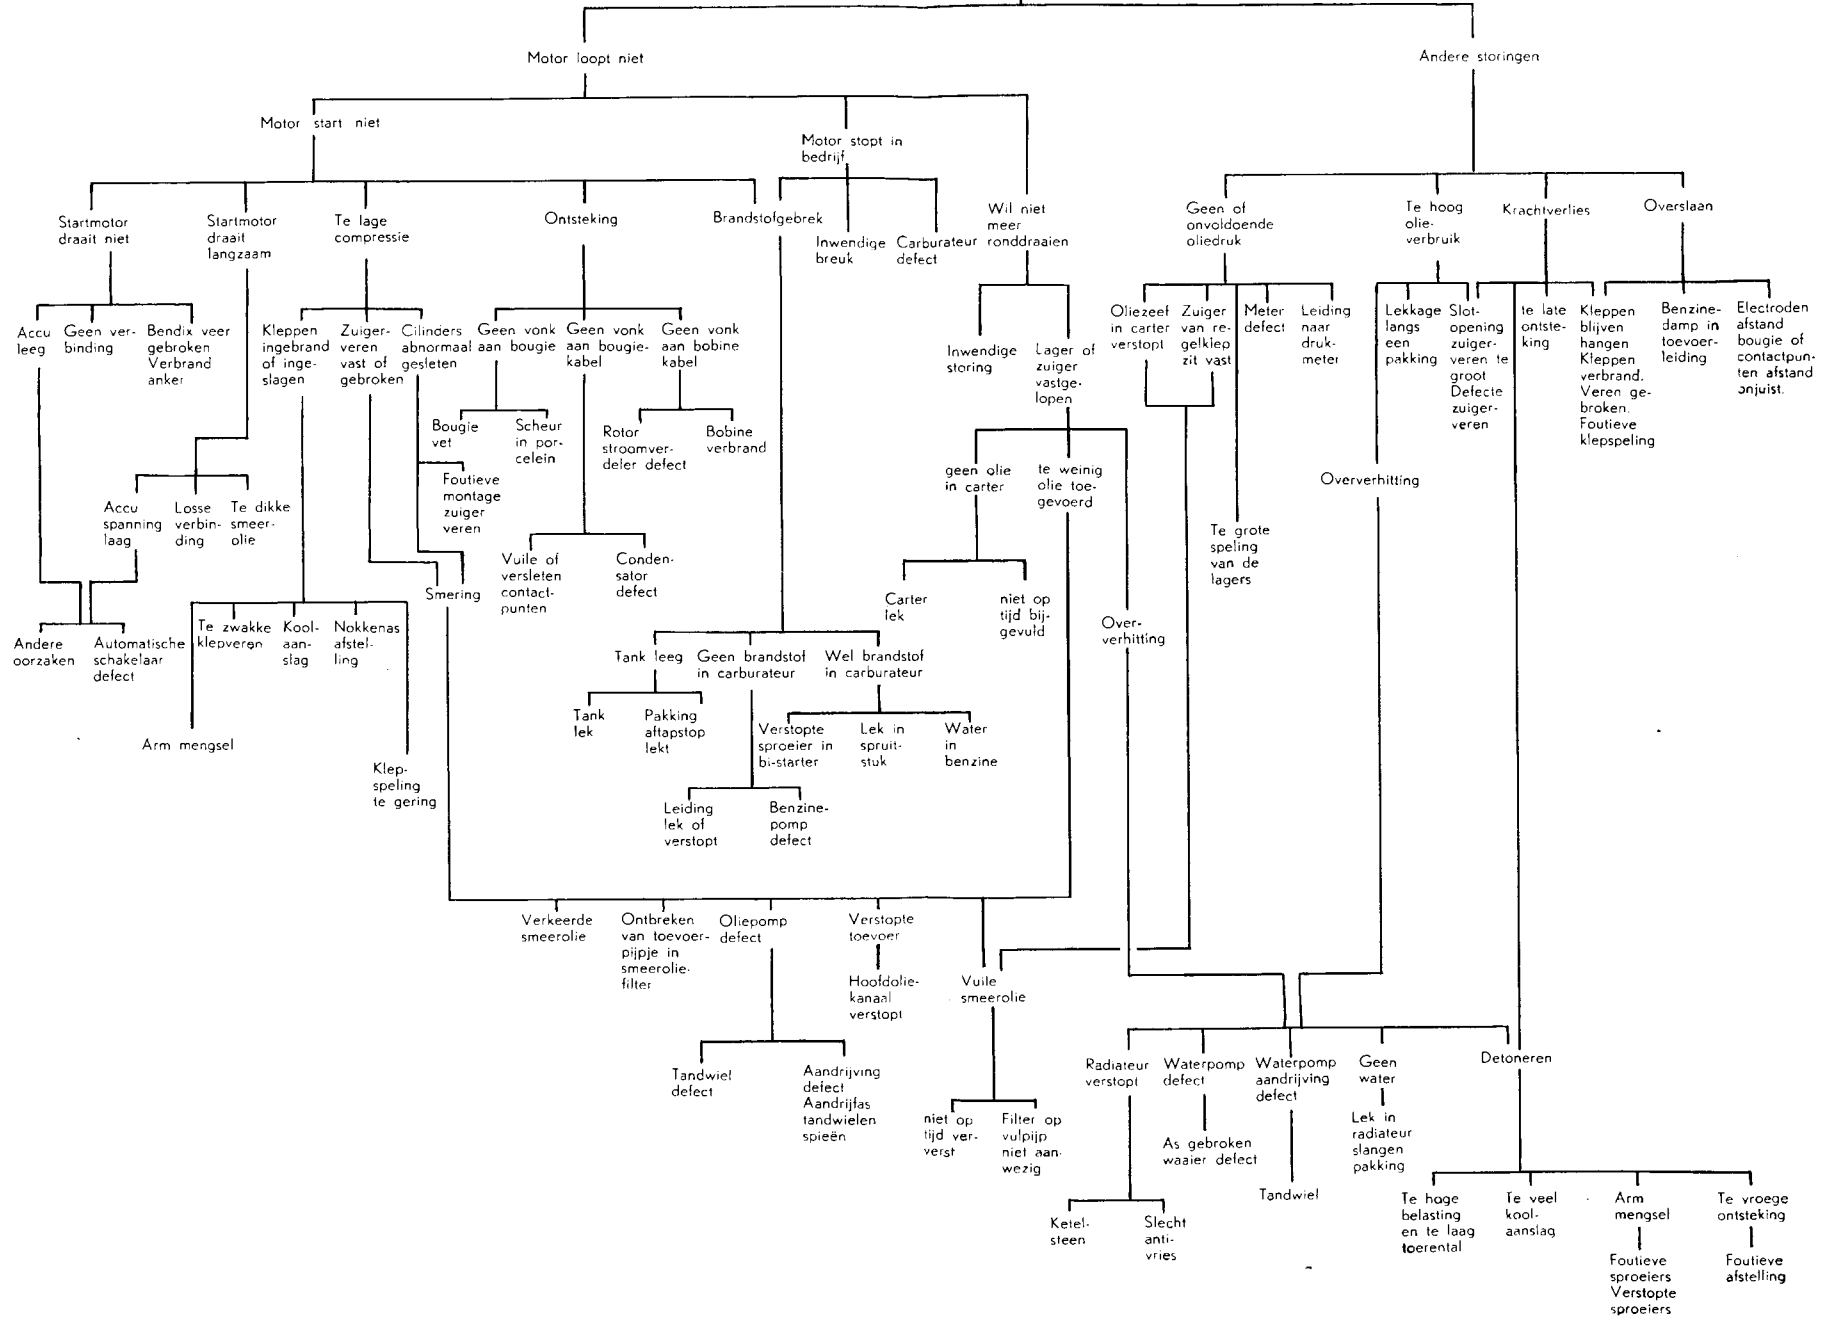 Motor loopt niet
Andere storingen
Motor start niet
Motor stopt in
bedrijf
Startmotor
draait niet
Startmotor
draait
langzaam
Te lage
compressie
Ontsteking
Brandstofgebrek
Inwendige
breuk
Carburateur
defect
Wil niet
meer
ronddraaien
Geen of
onvoldoende
oliedruk
Te hoog
olie-
verbruik
Krachtverlies
Overslaan
Accu
leeg
Geen ver-
binding
Bendix veer
gebroken
Verbrand
anker
Kleppen
ingebrand
of inge-
slagen
Zuiger-
veren
vast of
gebroken
Cilinders
abnormaal
gesleten
Geen vonk
aan bougie
Geen vonk
aan bougie-
kabel
Geen vonk
aan bobine
kabel
Inwendige
storing
Lager of
zuiger
vastge-
lopen
Oliezeef
in carter
verstopt
Zuiger
van re-
gelklep
zit vast
Meter
defect
Leiding
naar
druk-
meter
Lekkage
langs
een
pakking
Slot-
opening
zuiger-
veren te
groot
Defecte
zuiger-
veren
te late
ontste-
king
Kleppen
blijven
hangen
Kleppen
verbrand.
Veren ge-
broken.
Foutieve
klepspeling
Benzine-
damp in
toevoer-
leiding
Electroden
afstand
bougie of
contactpun-
ten afstand
onjuist.
Bougie
vet
Scheur
in por-
celein
Rotor
stroomver-
deler defect
Bobine
verbrand
Foutieve
montage
zuiger
veren
geen olie
in carter
te weinig
olie toe-
gevoerd
Oververhitting
Accu
spanning
laag
Losse
verbin-
ding
Te dikke
smeer-
olie
Te grote
speling
van de
lagers
Vuile of
versleten
contact-
punten
Conden-
sator
defect
Smering
Carter
lek
niet op
tijd bij-
gevuld
Over-
verhitting
Andere
oorzaken
Automatische
schakelaar
defect
Te zwakke
klepveren
Kool-
aan-
slag
Nokkenas
afstel-
ling
Arm mengsel
Klep-
speling
te gering
Tank leeg
Geen brandstof
in carburateur
Wel brandstof
in carburateur
Tank
lek
Pakking
aftapstop
lekt
Verstopte
sproeier in
bi-starter
Lek in
spruit-
stuk
Water
in
benzine
Leiding
lek of
verstopt
Benzine-
pomp
defect
Verkeerde
smeerolie
Ontbreken
van toevoer-
pijpje in
smeerolie-
filter
Oliepomp
defect
Verstopte
toevoer
Hoofdolie-
kanaal
verstopt
Vuile
smeerolie
Tandwiel
defect
Aandrijving
defect
Aandrijfas
tandwielen
spieën
niet op
tijd ver-
verst
Filter op
vulpijp
niet aan-
wezig
Radiateur
verstopt
Waterpomp
defect
Waterpomp
aandrijving
defect
Geen
water
Detoneren
As gebroken
waaier defect
Lek in
radiateur
slangen
pakking
Tandwiel
Ketel-
steen
Slecht
anti-
vries
Te hoge
belasting
en te laag
toerental
Te veel
kool-
aanslag
Arm
mengsel
Te vroege
ontsteking
Foutieve
sproeiers
Verstopte
sproeiers
Foutieve
afstelling